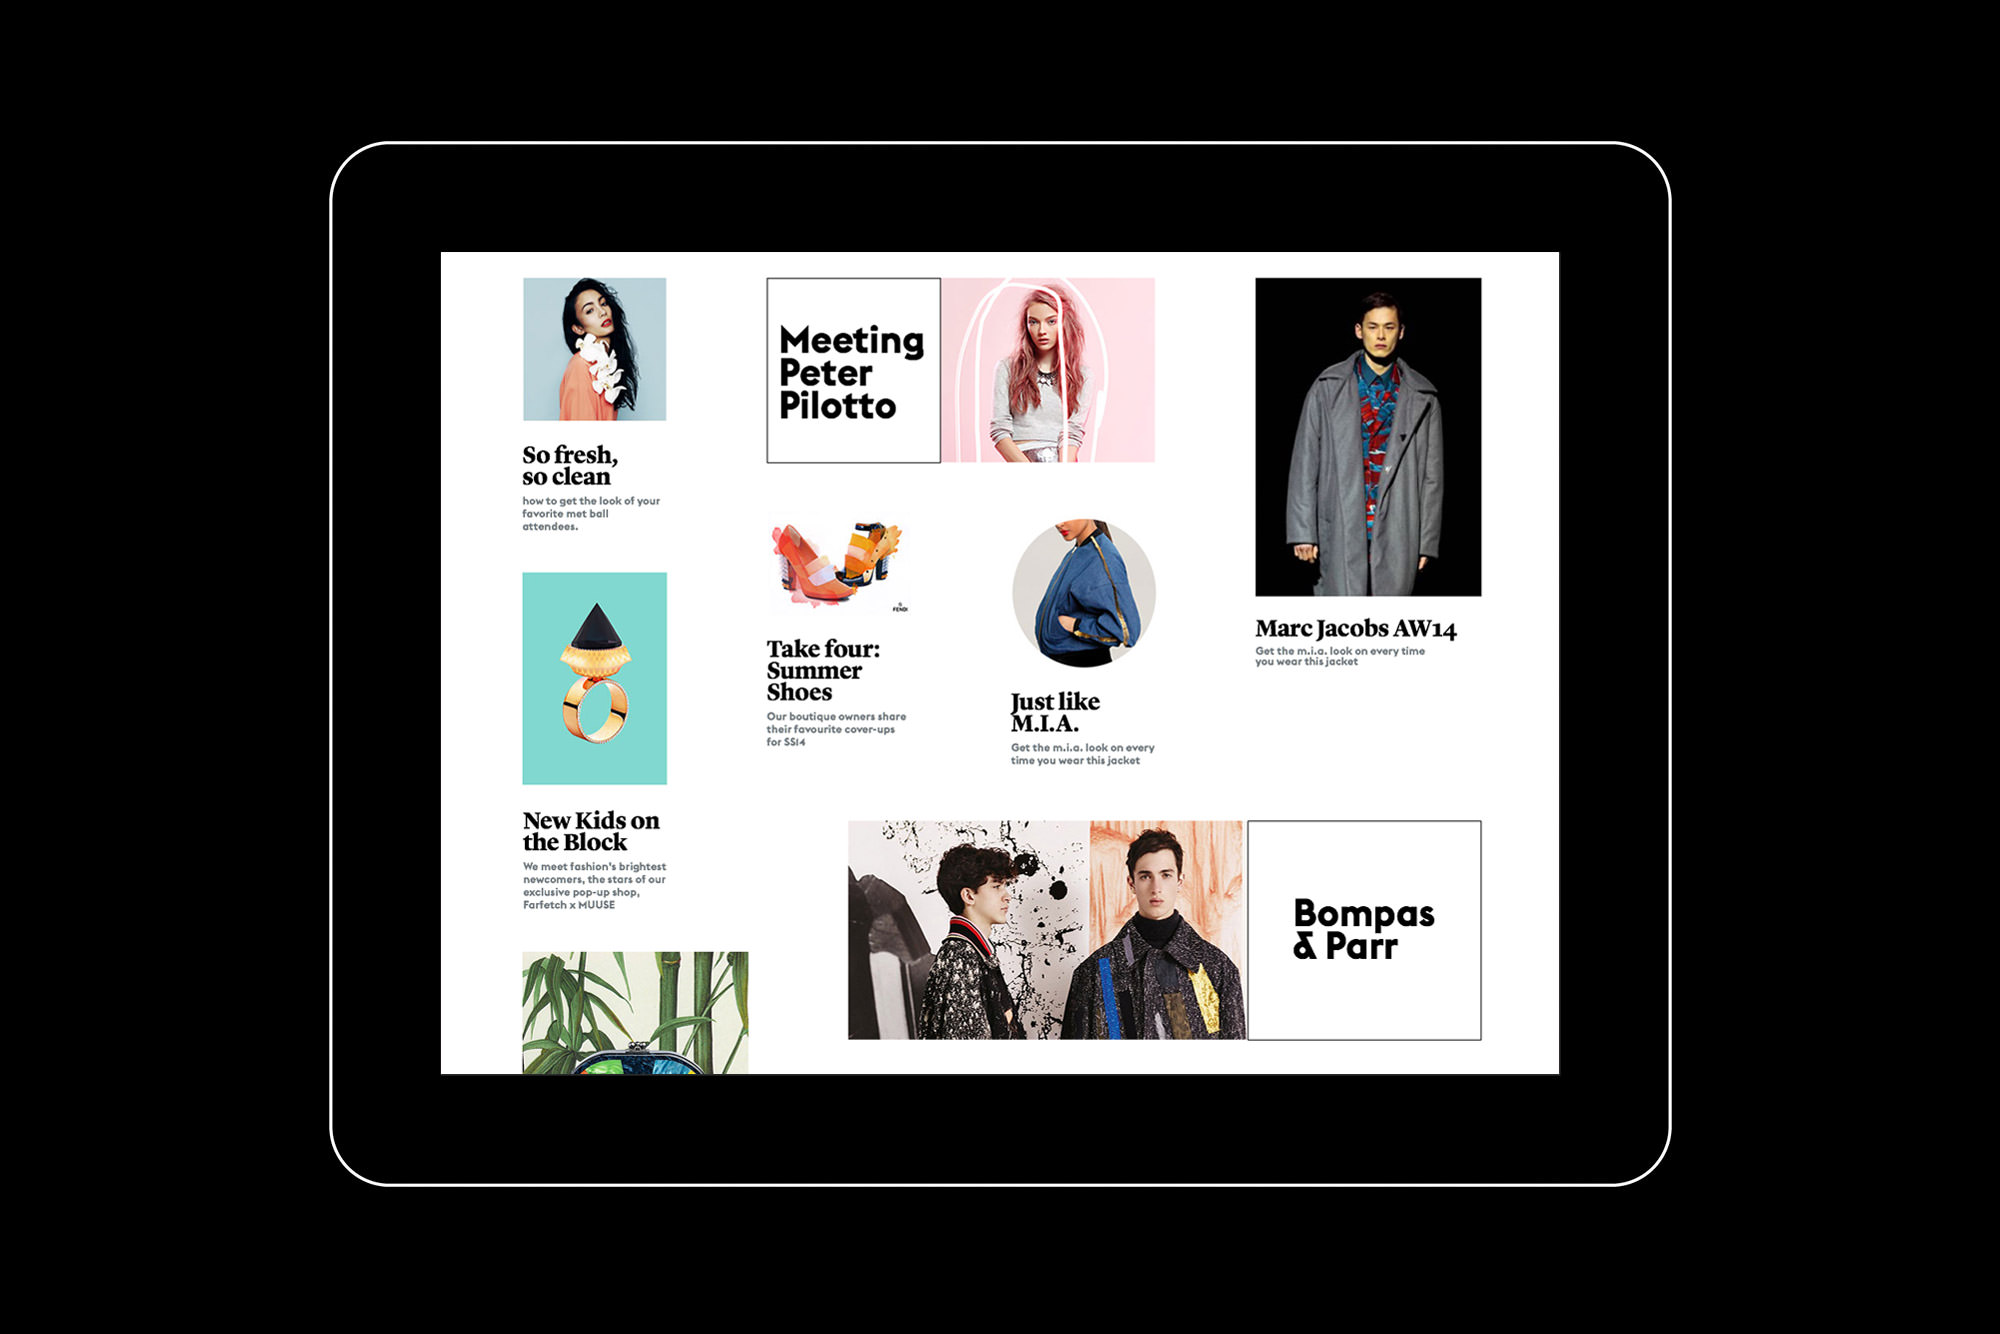 So fresh,
so clean
how to get the look of your
favorite met ball
attendees.
New Kids on
the Block
We meet fashion's brightest
newcomers, the stars of our
exclusive pop-up shop,
Farfetch x MUUSE
Meeting
Peter
Pilotto
FENDI
Take four:
Summer
Shoes
Our boutique owners share
their favourite cover-ups
for SS14
Just like
M.I.A.
Get the m.i.a. look on every
time you wear this jacket
Marc Jacobs AW14
Get the m.i.a. look on every time
you wear this jacket
Bompas
& Parr